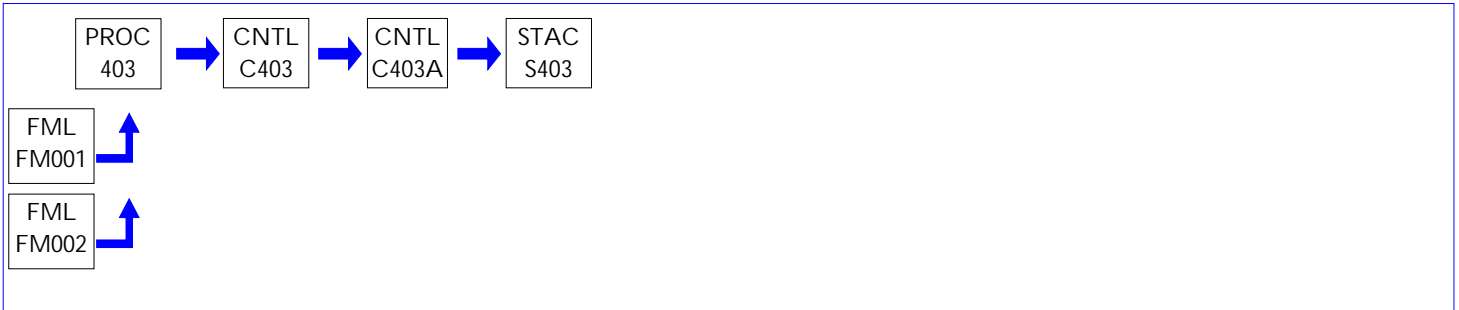 PROC
403
CNTL
C403
CNTL
C403A
STAC
S403
FML
FM001
FML
FM002